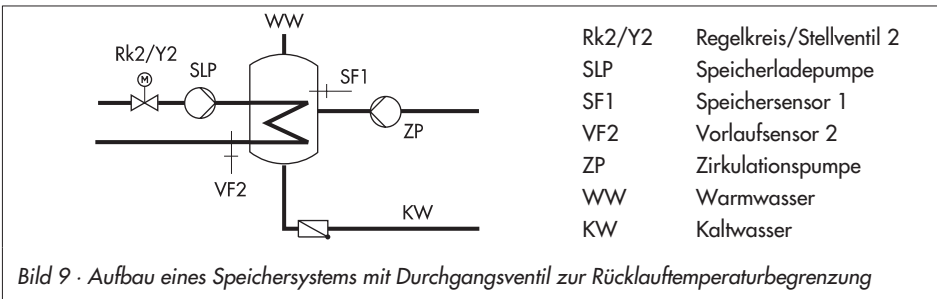 WW
Rk2/Y2
M
SLP
SF1
ZP
VF2
KW
Rk2/Y2 Regelkreis/Stellventil 2
SLP Speicherladepumpe
SF1 Speichersensor 1
VF2 Vorlaufsensor 2
ZP Zirkulationspumpe
WW Warmwasser
KW Kaltwasser
Bild 9 · Aufbau eines Speichersystems mit Durchgangsventil zur Rücklauftemperaturbegrenzung